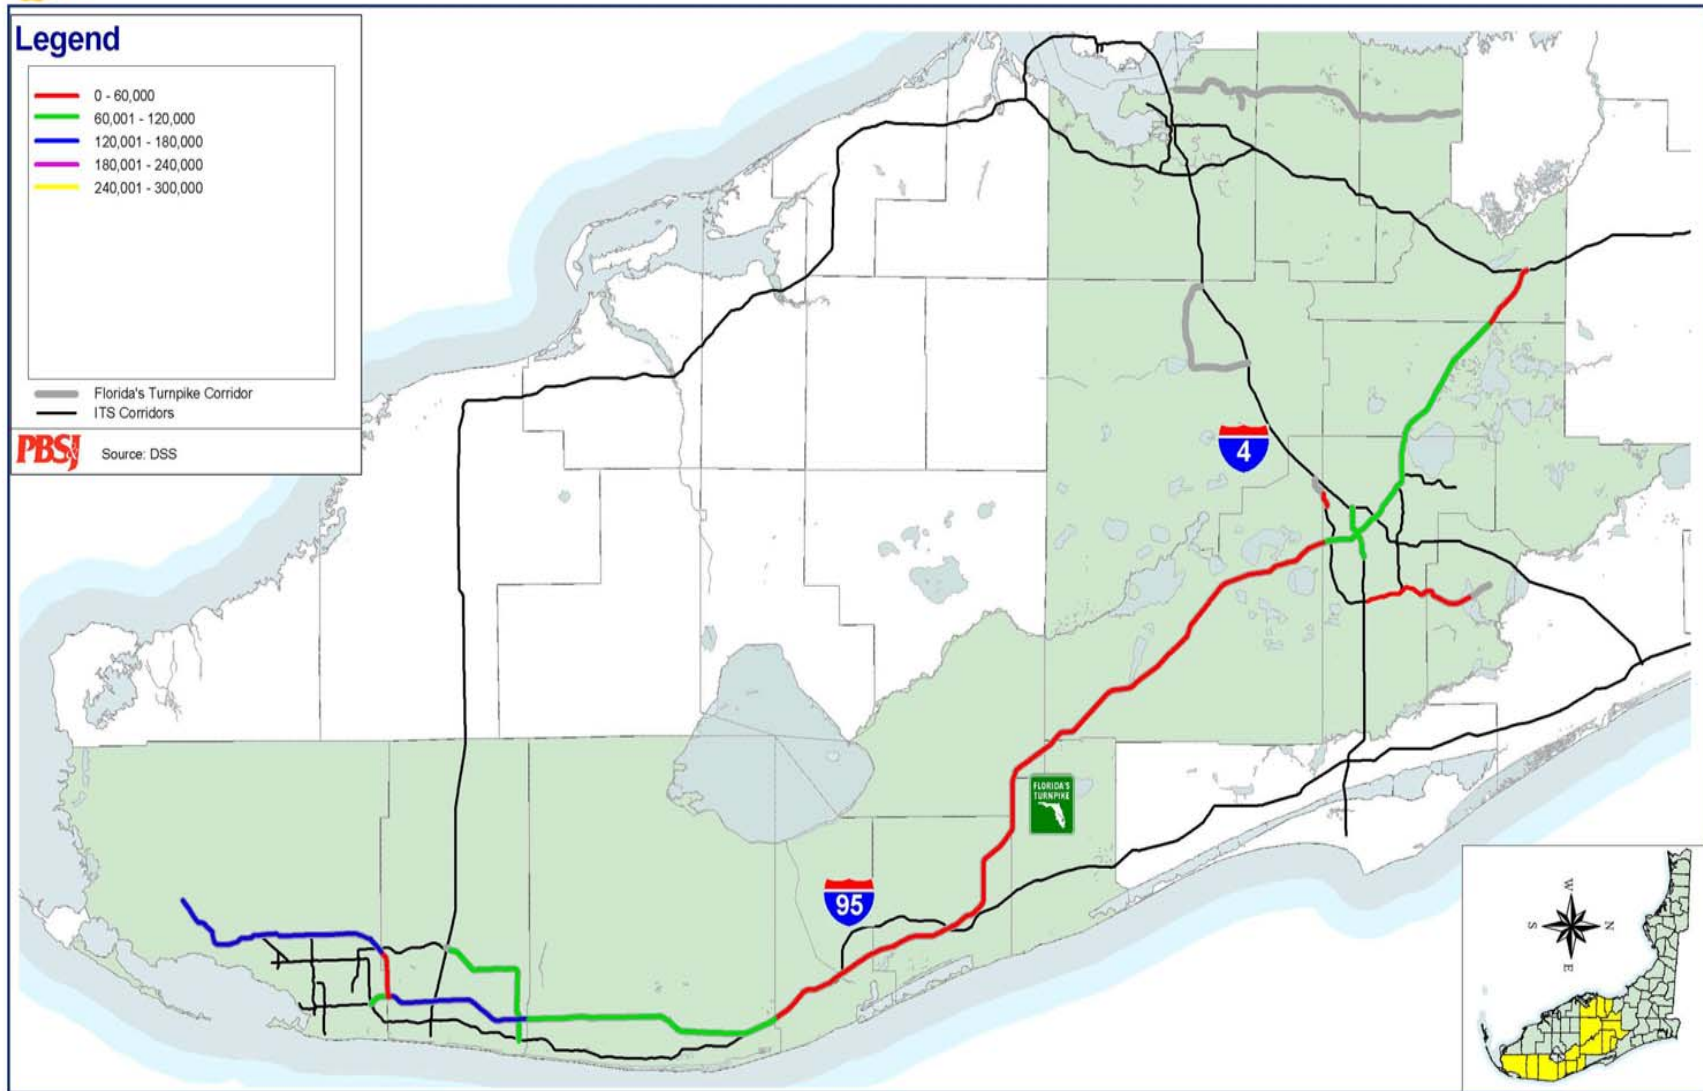 Legend
0 - 60,000
60,001 - 120,000
120,001 - 180,000
180,001 - 240,000
240,001 - 300,000
Florida's Turnpike Corridor
ITS Corridors
PBSJ
Source: DSS
4
FLORIDA'S
TURNPIKE
95
W
S
N
E